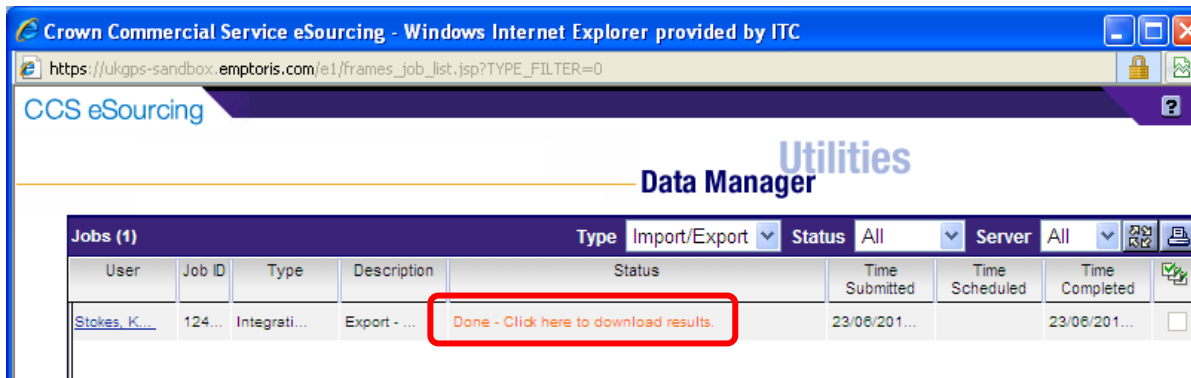 Crown Commercial Service eSourcing - Windows Internet Explorer provided by ITC
https://ukgps-sandbox.emptoris.com/e1/frames_job_list.jsp?TYPE_FILTER=0
CCS eSourcing
?
Utilities
Data Manager
Jobs (1) Type Import/Export Status All Server All
User Job ID Type Description Status Time Submitted Time Scheduled Time Completed
Stokes, K... 124... Integrati... Export - ... Done - Click here to download results. 23/06/201... 23/06/201...